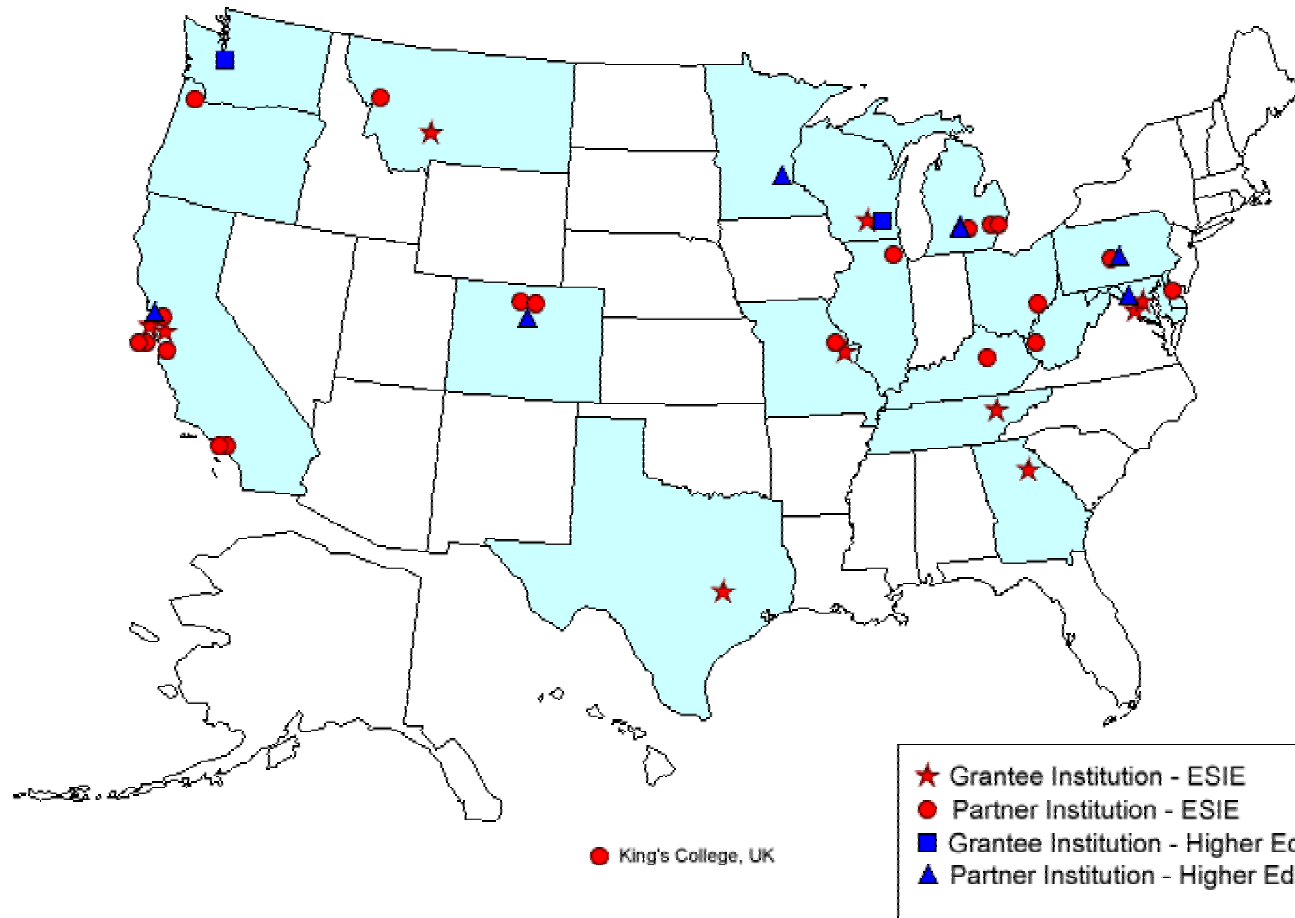 Grantee Institution - ESIE
Partner Institution - ESIE
Grantee Institution - Higher Ed
Partner Institution - Higher Ed
King's College, UK